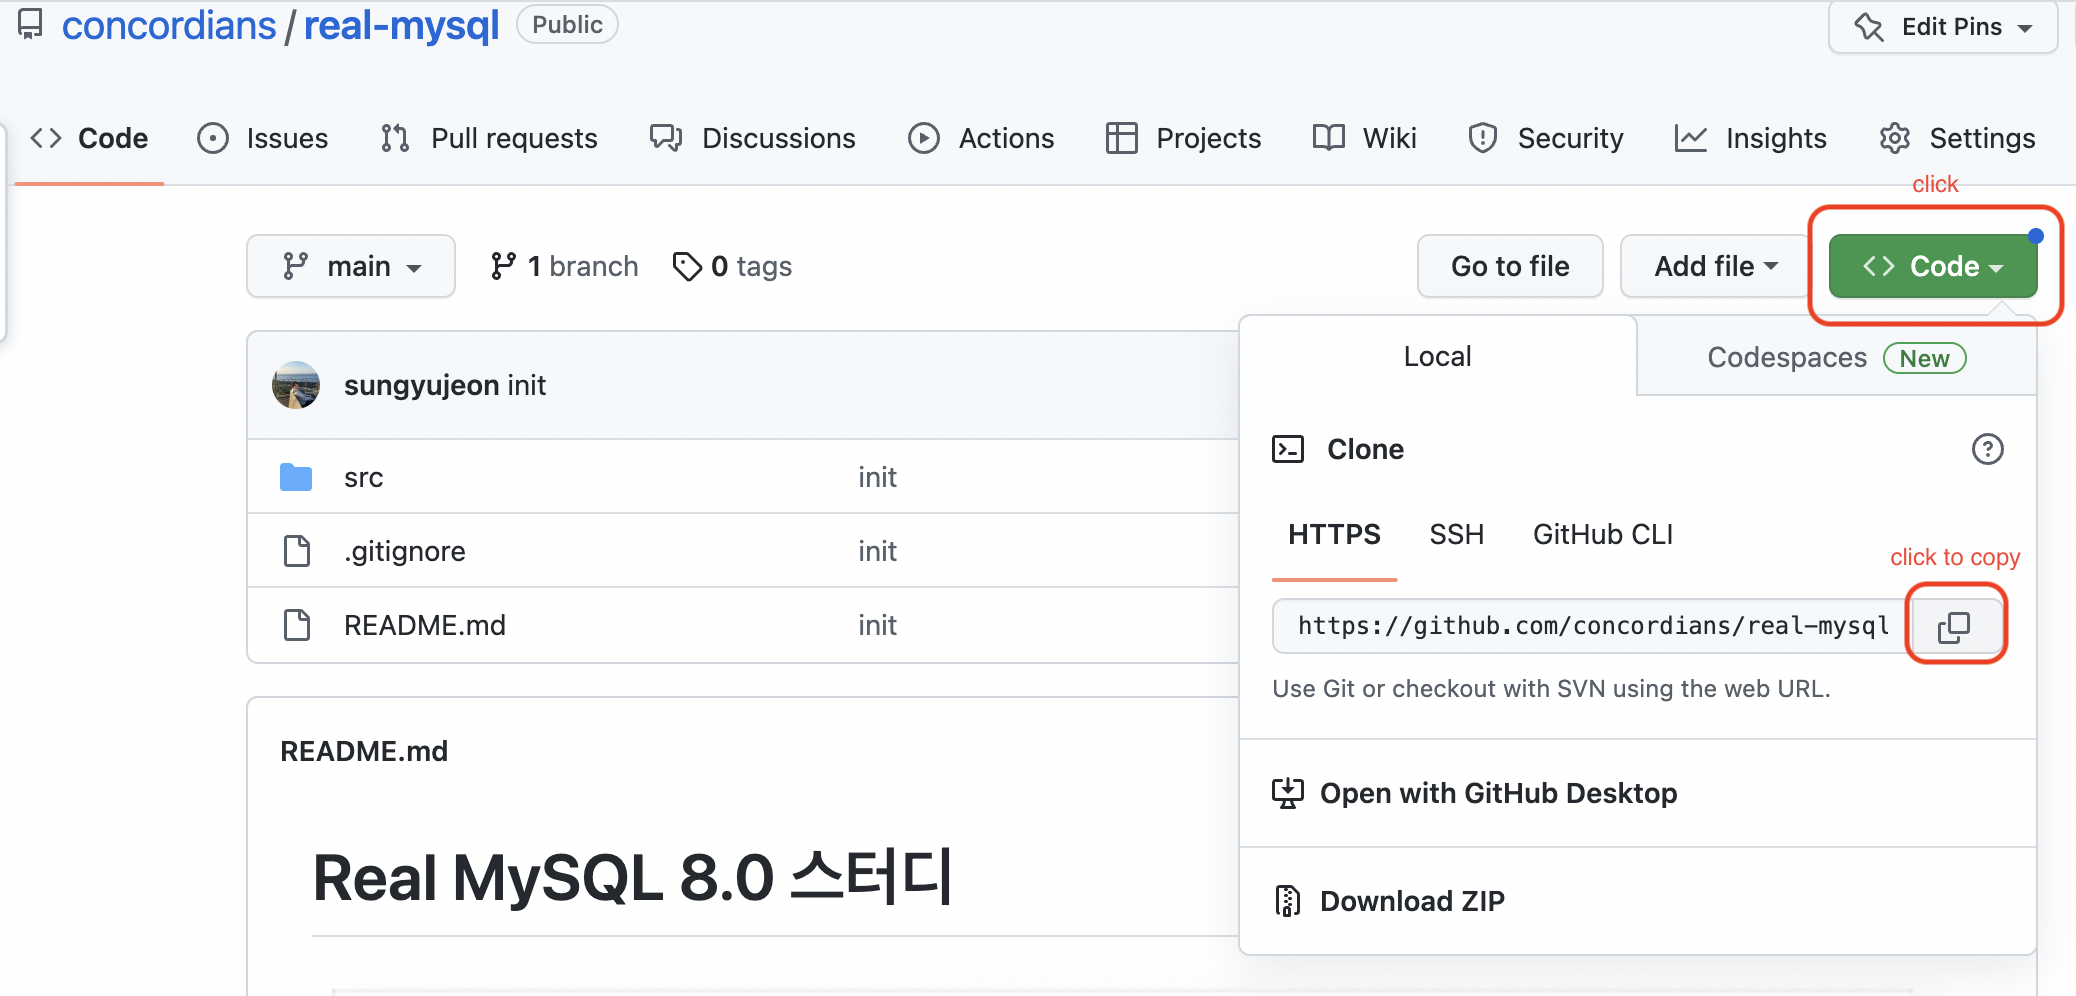 concordians / real-mysql Public Edit Pins
Code Issues Pull requests Discussions Actions Projects Wiki Security Insights Settings
click
main 1 branch 0 tags Go to file Add file Code
Local Codespaces New
sungyujeon init
Clone
src init
HTTPS SSH GitHub CLI
.gitignore init
click to copy
README.md init
https://github.com/concordians/real-mysql
Use Git or checkout with SVN using the web URL.
README.md
Open with GitHub Desktop
Real MySQL 8.0 스터디
Download ZIP